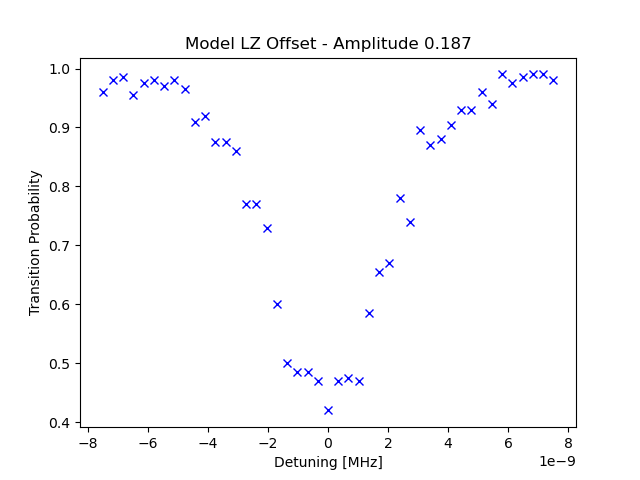 Model LZ Offset - Amplitude 0.187
Transition Probability
1.0
0.9
0.8
0.7
0.6
0.5
0.4
−8 −6 −4 −2 0 2 4 6 8
1e−9
Detuning [MHz]